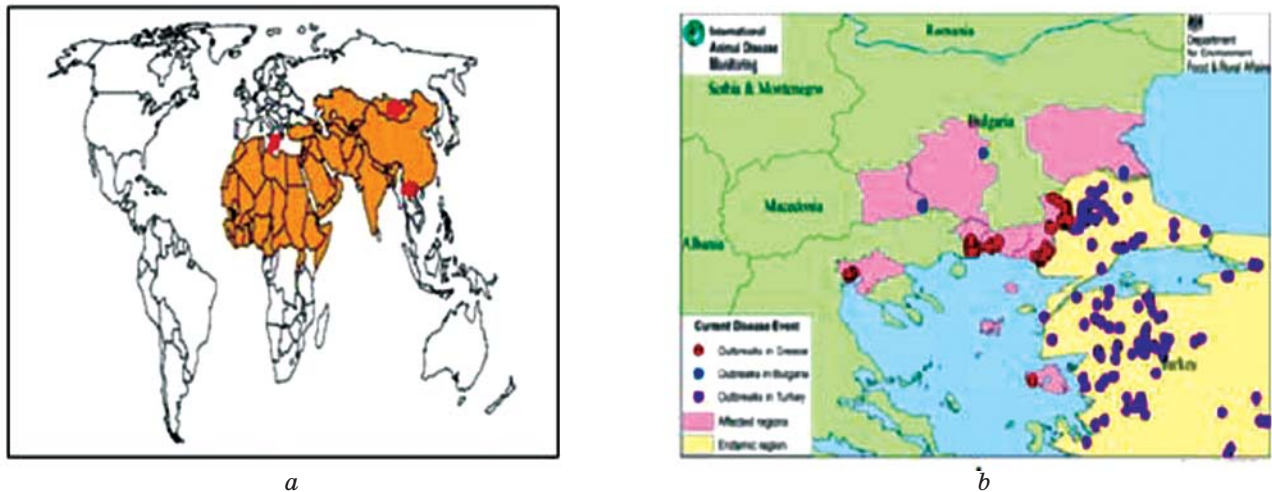 International
Animal Disease
Monitoring
Department
for Environment
Food & Rural Affairs
Romania
Serbia & Montenegro
Bulgaria
Macedonia
Albania
Turkey
Current Disease Event
Outbreaks in Greece
Outbreaks in Bulgaria
Outbreaks in Turkey
Affected regions
Endemic region
a
b